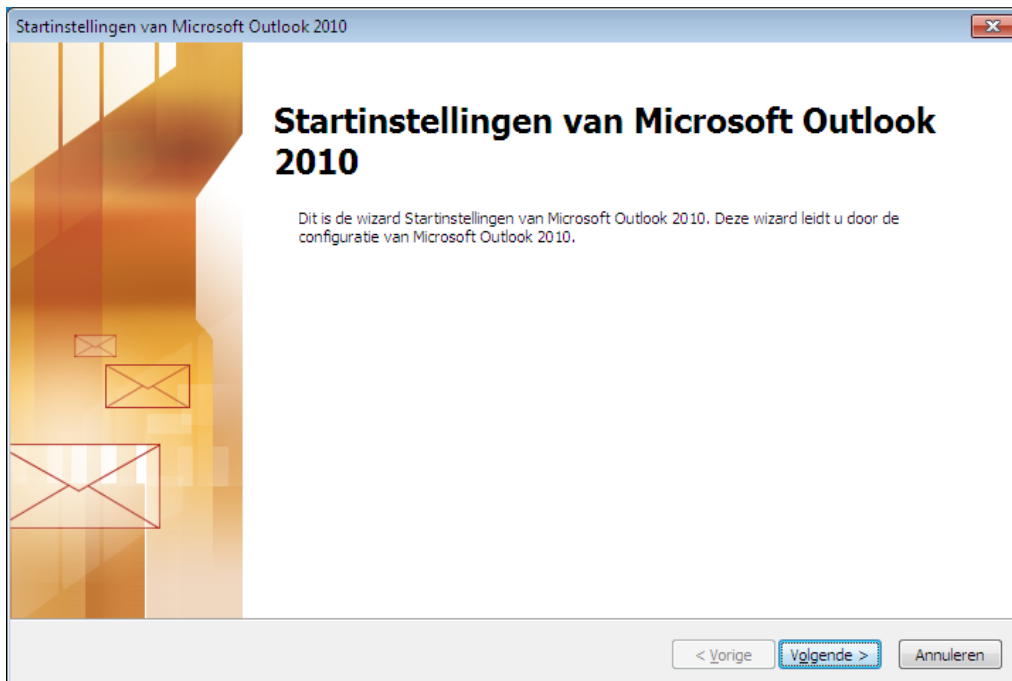 Startinstellingen van Microsoft Outlook 2010
Startinstellingen van Microsoft Outlook
2010
Dit is de wizard Startinstellingen van Microsoft Outlook 2010. Deze wizard leidt u door de
configuratie van Microsoft Outlook 2010.
< Vorige
Volgende >
Annuleren